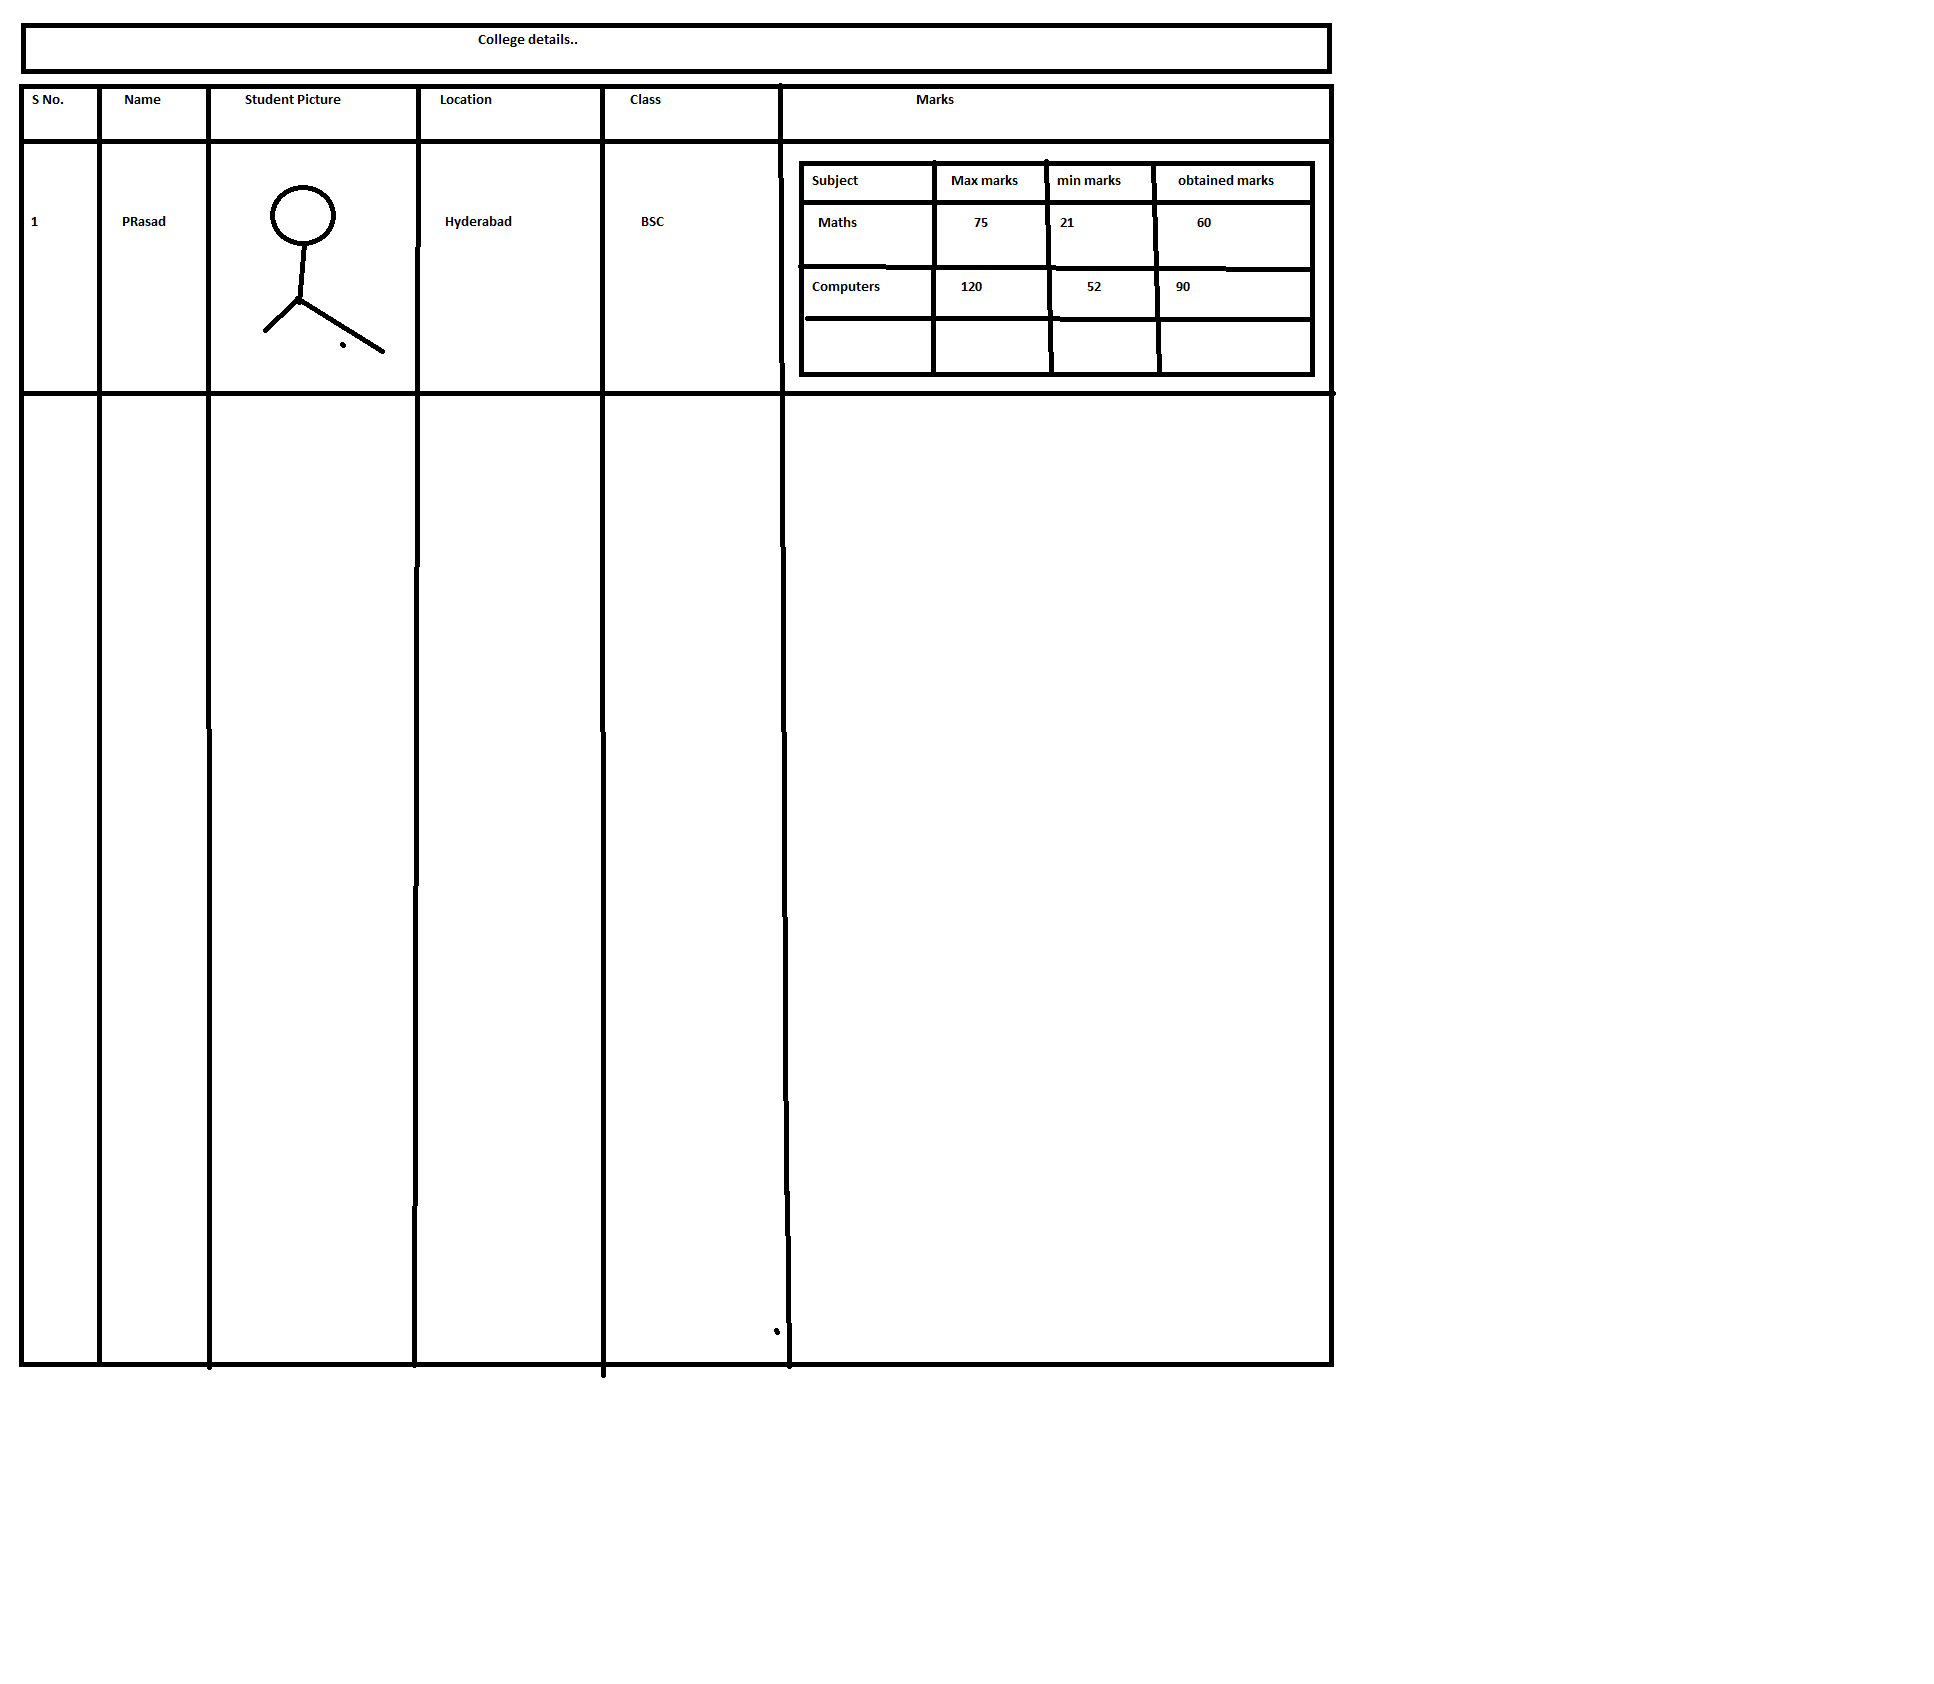 College details..
S No. Name Student Picture Location Class Marks
Subject Max marks min marks obtained marks
1 PRasad Hyderabad BSC Maths 75 21 60
Computers 120 52 90